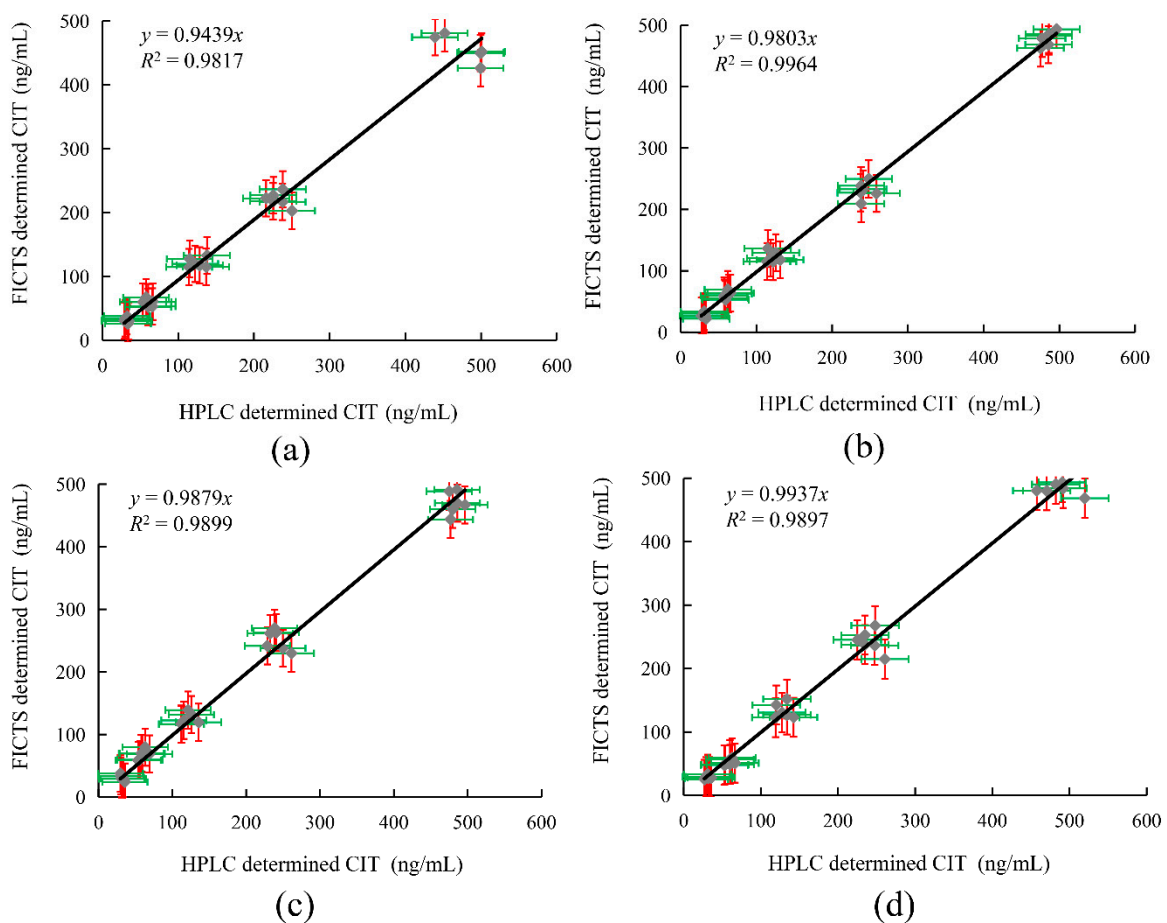 y = 0.9439x
R² = 0.9817
FICTS determined CIT (ng/mL)
500
400
300
200
100
0
0 100 200 300 400 500 600
HPLC determined CIT (ng/mL)
(a)
y = 0.9803x
R² = 0.9964
FICTS determined CIT (ng/mL)
500
400
300
200
100
0
0 100 200 300 400 500 600
HPLC determined CIT (ng/mL)
(b)
y = 0.9879x
R² = 0.9899
FICTS determined CIT (ng/mL)
500
400
300
200
100
0
0 100 200 300 400 500 600
HPLC determined CIT (ng/mL)
(c)
y = 0.9937x
R² = 0.9897
FICTS determined CIT (ng/mL)
500
400
300
200
100
0
0 100 200 300 400 500 600
HPLC determined CIT (ng/mL)
(d)